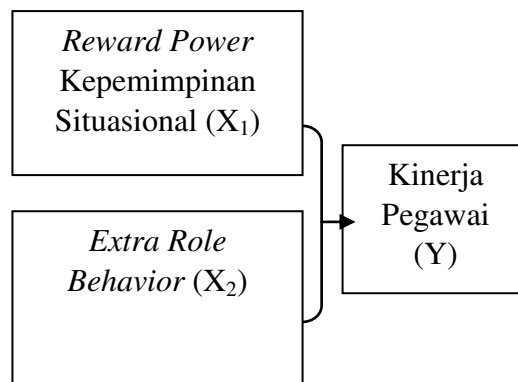 Reward Power
Kepemimpinan
Situasional (X₁)
Extra Role
Behavior (X₂)
Kinerja
Pegawai
(Y)